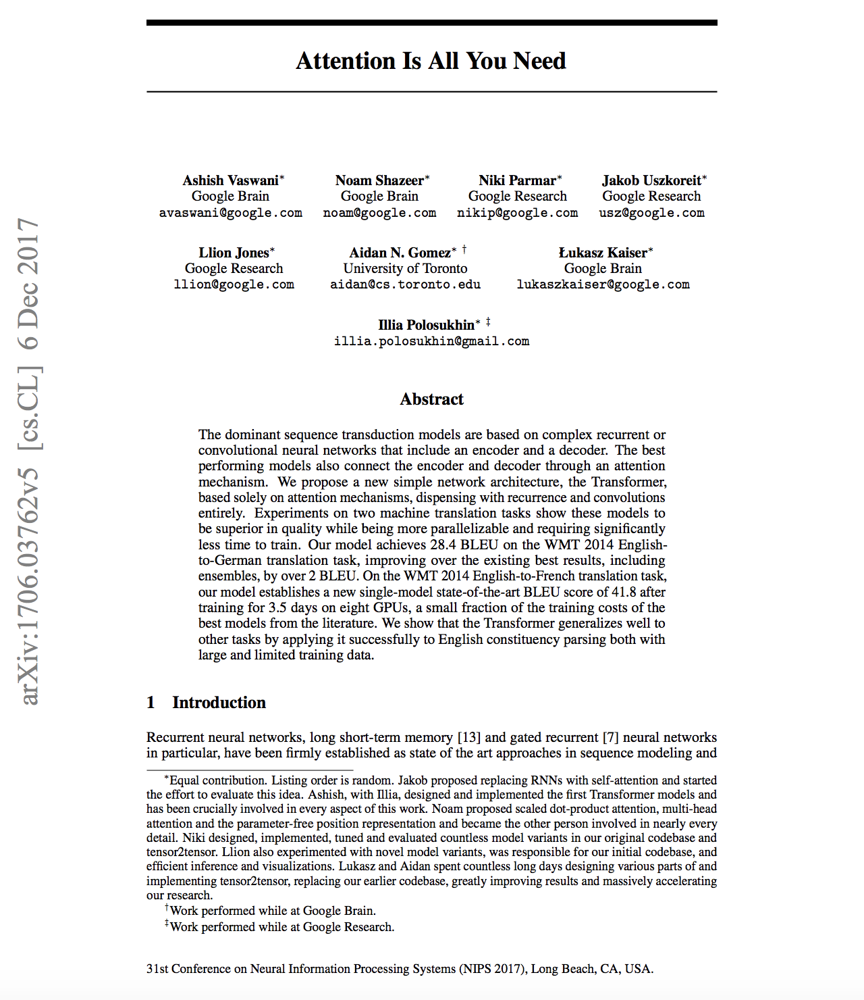 Attention Is All You Need
Ashish Vaswani* Noam Shazeer* Niki Parmar* Jakob Uszkoreit*
Google Brain Google Brain Google Research Google Research
avaswani@google.com noam@google.com nikip@google.com usz@google.com
Llion Jones* Aidan N. Gomez* † Łukasz Kaiser*
Google Research University of Toronto Google Brain
llion@google.com aidan@cs.toronto.edu lukaszkaiser@google.com
Illia Polosukhin* ‡
illia.polosukhin@gmail.com
Abstract
The dominant sequence transduction models are based on complex recurrent or
convolutional neural networks that include an encoder and a decoder. The best
performing models also connect the encoder and decoder through an attention
mechanism. We propose a new simple network architecture, the Transformer,
based solely on attention mechanisms, dispensing with recurrence and convolutions
entirely. Experiments on two machine translation tasks show these models to
be superior in quality while being more parallelizable and requiring significantly
less time to train. Our model achieves 28.4 BLEU on the WMT 2014 English-
to-German translation task, improving over the existing best results, including
ensembles, by over 2 BLEU. On the WMT 2014 English-to-French translation task,
our model establishes a new single-model state-of-the-art BLEU score of 41.8 after
training for 3.5 days on eight GPUs, a small fraction of the training costs of the
best models from the literature. We show that the Transformer generalizes well to
other tasks by applying it successfully to English constituency parsing both with
large and limited training data.
1 Introduction
Recurrent neural networks, long short-term memory [13] and gated recurrent [7] neural networks
in particular, have been firmly established as state of the art approaches in sequence modeling and
*Equal contribution. Listing order is random. Jakob proposed replacing RNNs with self-attention and started
the effort to evaluate this idea. Ashish, with Illia, designed and implemented the first Transformer models and
has been crucially involved in every aspect of this work. Noam proposed scaled dot-product attention, multi-head
attention and the parameter-free position representation and became the other person involved in nearly every
detail. Niki designed, implemented, tuned and evaluated countless model variants in our original codebase and
tensor2tensor. Llion also experimented with novel model variants, was responsible for our initial codebase, and
efficient inference and visualizations. Lukasz and Aidan spent countless long days designing various parts of and
implementing tensor2tensor, replacing our earlier codebase, greatly improving results and massively accelerating
our research.
†Work performed while at Google Brain.
‡Work performed while at Google Research.
31st Conference on Neural Information Processing Systems (NIPS 2017), Long Beach, CA, USA.
arXiv:1706.03762v5 [cs.CL] 6 Dec 2017